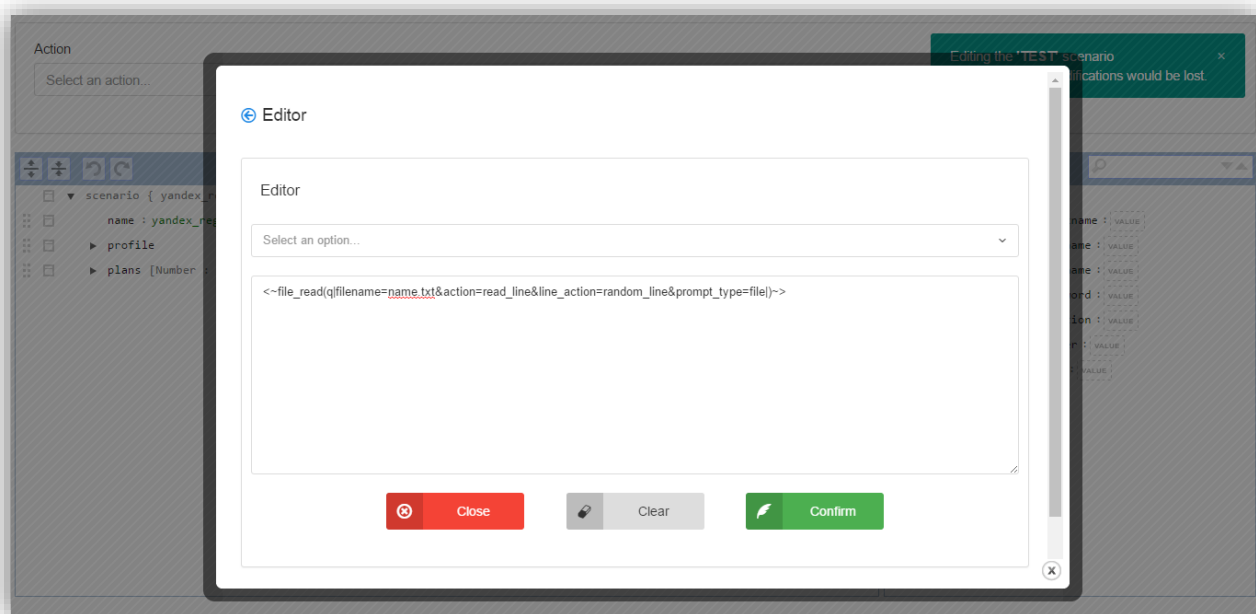 Action
Select an action...
Editing the 'TEST' scenario
ifications would be lost.
Editor
Editor
Select an option...
<~file_read(q|filename=name.txt&action=read_line&line_action=random_line&prompt_type=file|)~>
Close
Clear
Confirm
scenario { yandex_r
name : yandex_reg
profile
plans [Number :
name : VALUE
ame : VALUE
ame : VALUE
ord : VALUE
ion : VALUE
r : VALUE
: VALUE